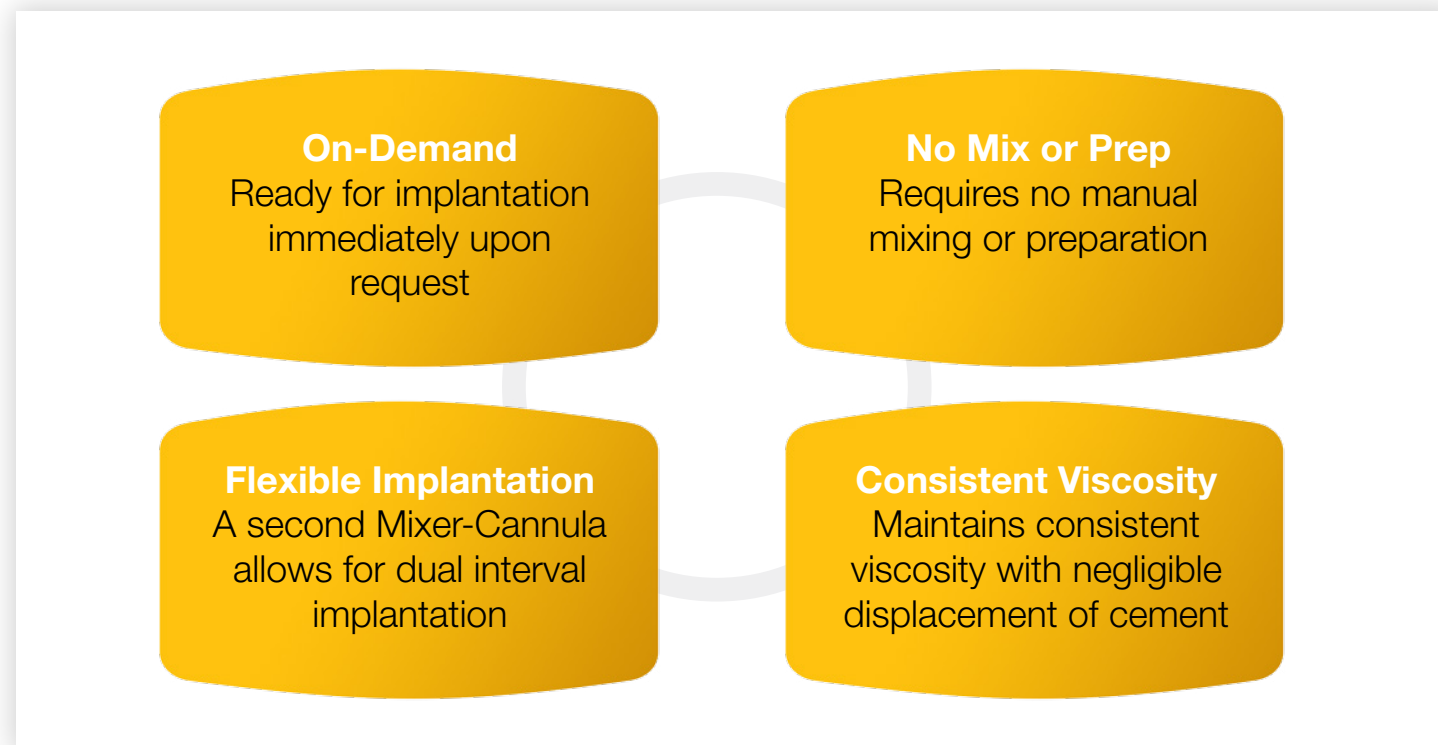 On-Demand
Ready for implantation
immediately upon
request
No Mix or Prep
Requires no manual
mixing or preparation
Flexible Implantation
A second Mixer-Cannula
allows for dual interval
implantation
Consistent Viscosity
Maintains consistent
viscosity with negligible
displacement of cement